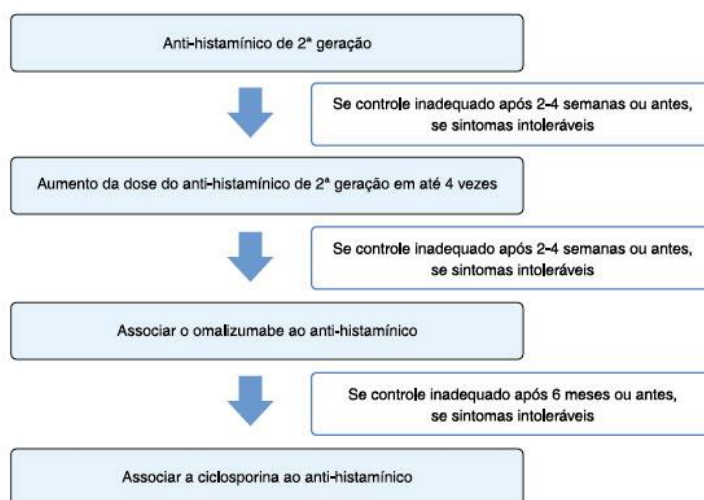 Anti-histamínico de 2ª geração
Se controle inadequado após 2-4 semanas ou antes,
se sintomas intoleráveis
Aumento da dose do anti-histamínico de 2ª geração em até 4 vezes
Se controle inadequado após 2-4 semanas ou antes,
se sintomas intoleráveis
Associar o omalizumabe ao anti-histamínico
Se controle inadequado após 6 meses ou antes,
se sintomas intoleráveis
Associar a ciclosporina ao anti-histamínico